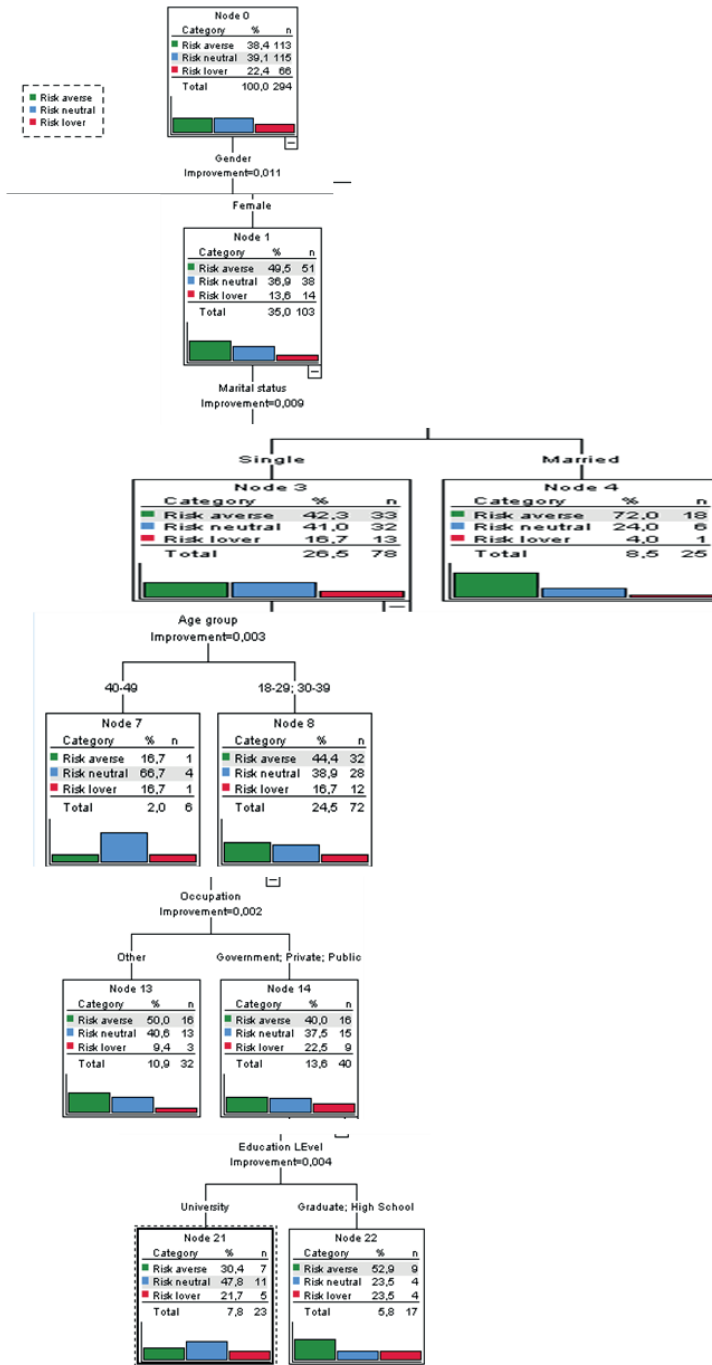 Node 0
Category % n
Risk averse 38,4 113
Risk neutral 39,1 115
Risk lover 22,4 66
Total 100,0 294
Risk averse
Risk neutral
Risk lover
Gender
Improvement=0,011
Female
Node 1
Category % n
Risk averse 49,5 51
Risk neutral 36,9 38
Risk lover 13,6 14
Total 35,0 103
Marital status
Improvement=0,009
Single Married
Node 3
Category % n
Risk averse 42,3 33
Risk neutral 41,0 32
Risk lover 16,7 13
Total 26,5 78
Node 4
Category % n
Risk averse 72,0 18
Risk neutral 24,0 6
Risk lover 4,0 1
Total 8,5 25
Age group
Improvement=0,003
40-49 18-29; 30-39
Node 7
Category % n
Risk averse 16,7 1
Risk neutral 66,7 4
Risk lover 16,7 1
Total 2,0 6
Node 8
Category % n
Risk averse 44,4 32
Risk neutral 38,9 28
Risk lover 16,7 12
Total 24,5 72
Occupation
Improvement=0,002
Other Government; Private; Public
Node 13
Category % n
Risk averse 50,0 16
Risk neutral 40,6 13
Risk lover 9,4 3
Total 10,9 32
Node 14
Category % n
Risk averse 40,0 16
Risk neutral 37,5 15
Risk lover 22,5 9
Total 13,6 40
Education LEvel
Improvement=0,004
University Graduate; High School
Node 21
Category % n
Risk averse 30,4 7
Risk neutral 47,8 11
Risk lover 21,7 5
Total 7,8 23
Node 22
Category % n
Risk averse 52,9 9
Risk neutral 23,5 4
Risk lover 23,5 4
Total 5,8 17